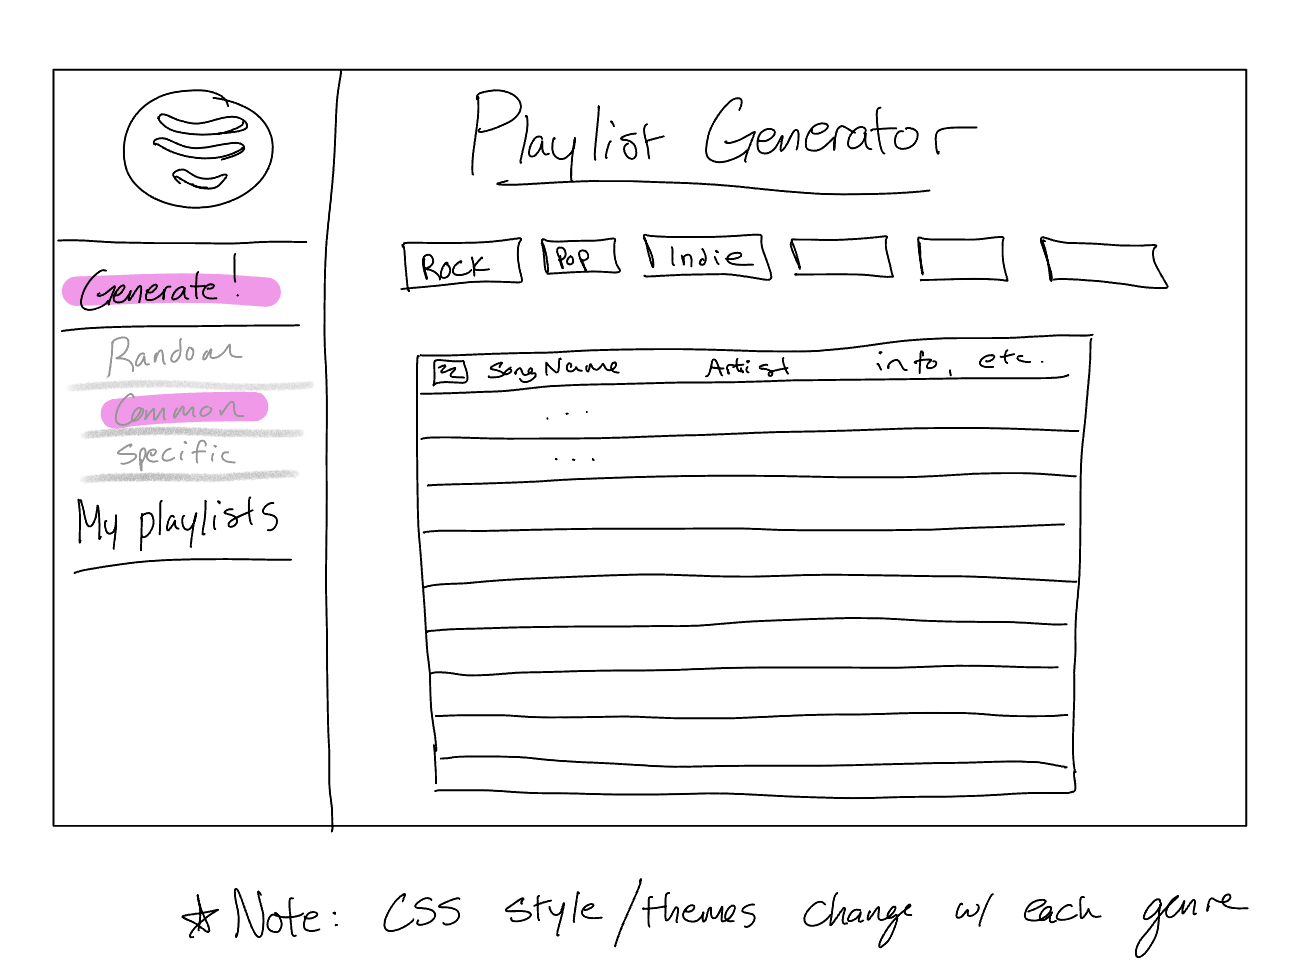 Playlist Generator
Generate!
Random
Common
Specific
My playlists
Rock Pop Indie
Song Name Artist info, etc.
...
...
* Note: CSS style/themes change w/ each genre